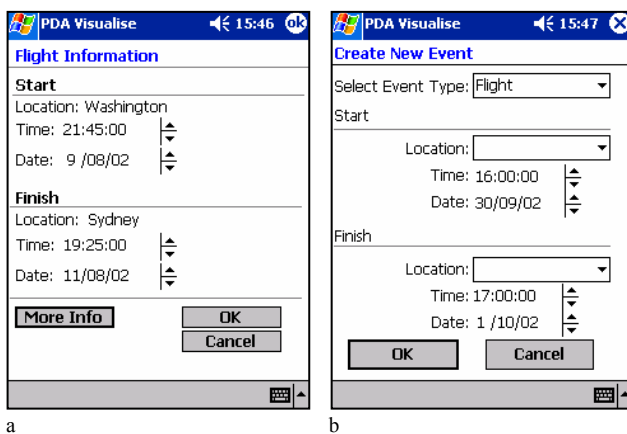 PDA Visualise 15:46 ok
Flight Information
Start
Location: Washington
Time: 21:45:00
Date: 9 /08/02
Finish
Location: Sydney
Time: 19:25:00
Date: 11/08/02
More Info
OK
Cancel
a
PDA Visualise 15:47
Create New Event
Select Event Type: Flight
Start
Location:
Time: 16:00:00
Date: 30/09/02
Finish
Location:
Time: 17:00:00
Date: 1 /10/02
OK Cancel
b